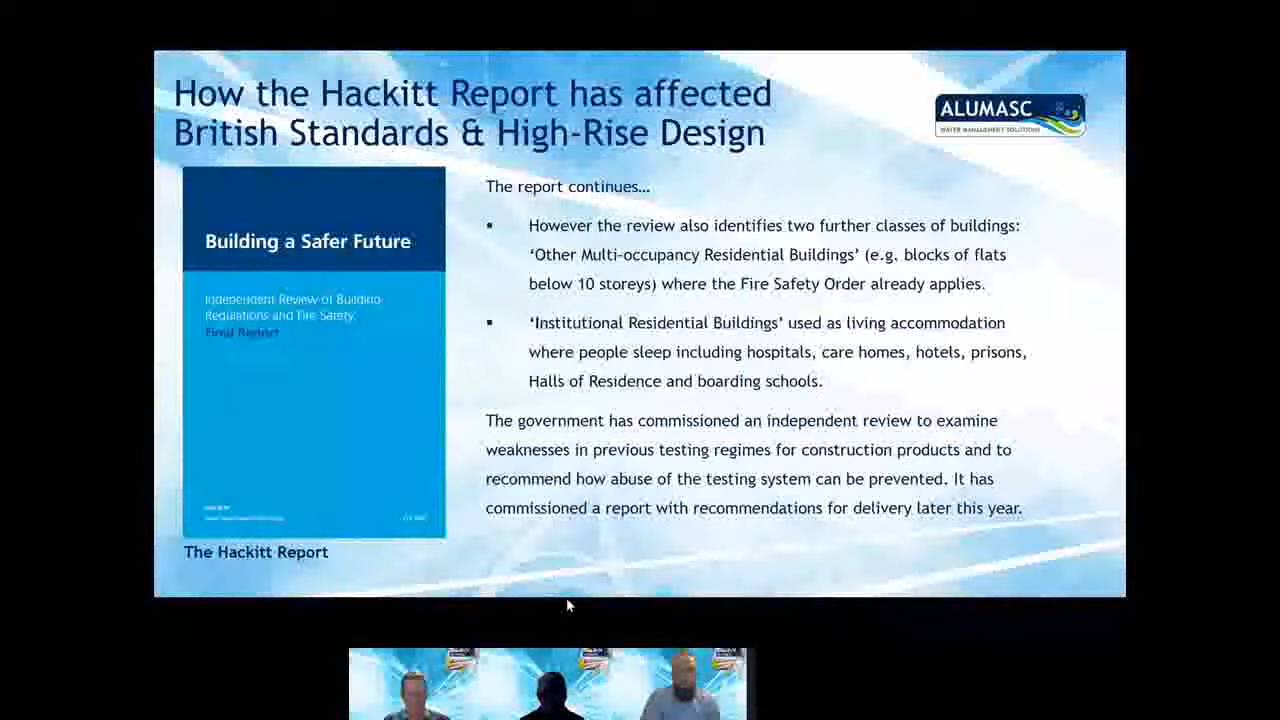 How the Hackitt Report has affected
British Standards & High-Rise Design
ALUMASC
WATER MANAGEMENT SOLUTIONS
Building a Safer Future
Independent Review of Building
Regulations and Fire Safety:
Final Report
The Hackitt Report
The report continues…
▪ However the review also identifies two further classes of buildings:
‘Other Multi-occupancy Residential Buildings’ (e.g. blocks of flats
below 10 storeys) where the Fire Safety Order already applies.
▪ ‘Institutional Residential Buildings’ used as living accommodation
where people sleep including hospitals, care homes, hotels, prisons,
Halls of Residence and boarding schools.
The government has commissioned an independent review to examine
weaknesses in previous testing regimes for construction products and to
recommend how abuse of the testing system can be prevented. It has
commissioned a report with recommendations for delivery later this year.